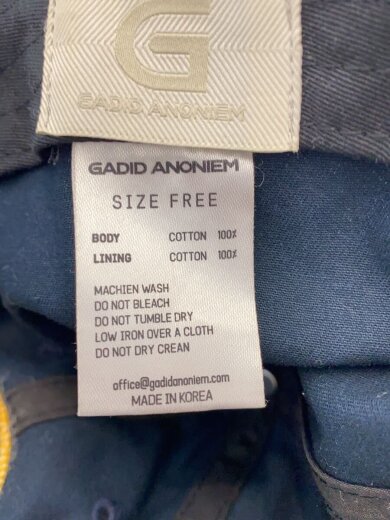 G
GADID ANONIEM
GADID ANONIEM
SIZE FREE
BODY COTTON 100%
LINING COTTON 100%
MACHIEN WASH
DO NOT BLEACH
DO NOT TUMBLE DRY
LOW IRON OVER A CLOTH
DO NOT DRY CREAN
office@gadidanoniem.com
MADE IN KOREA